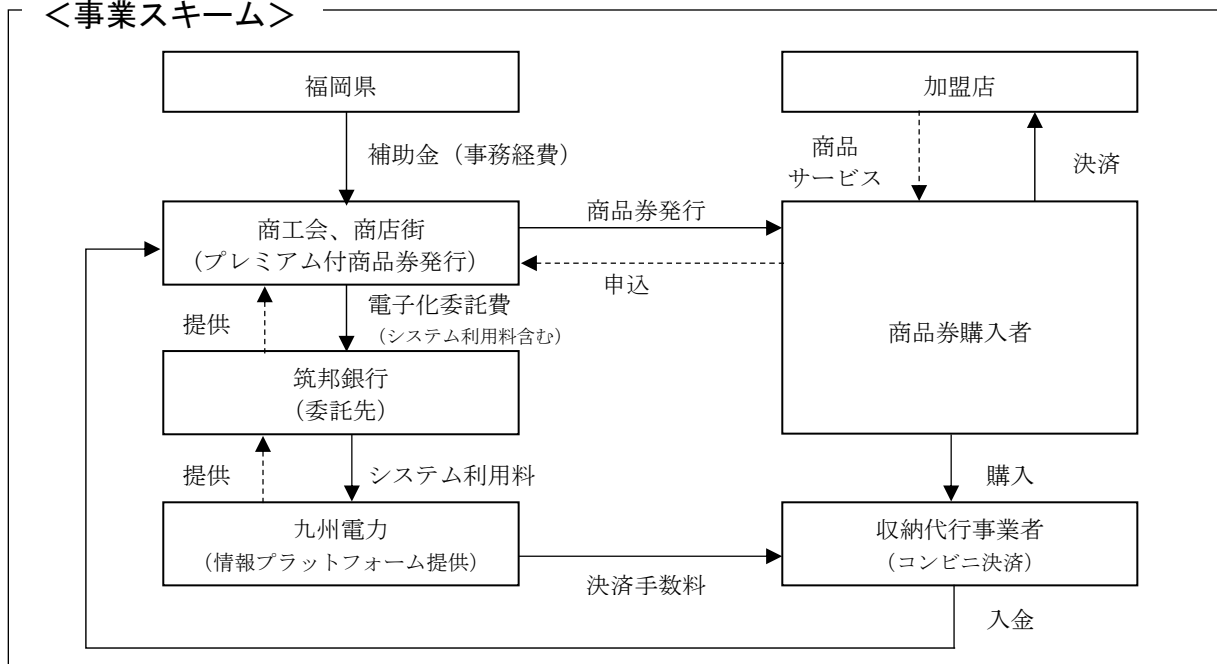 ＜事業スキーム＞
福岡県
加盟店
補助金（事務経費）
商品
サービス
決済
商工会、商店街
（プレミアム付商品券発行）
商品券発行
申込
提供
電子化委託費
（システム利用料含む）
商品券購入者
筑邦銀行
（委託先）
提供
システム利用料
購入
九州電力
（情報プラットフォーム提供）
収納代行事業者
（コンビニ決済）
決済手数料
入金